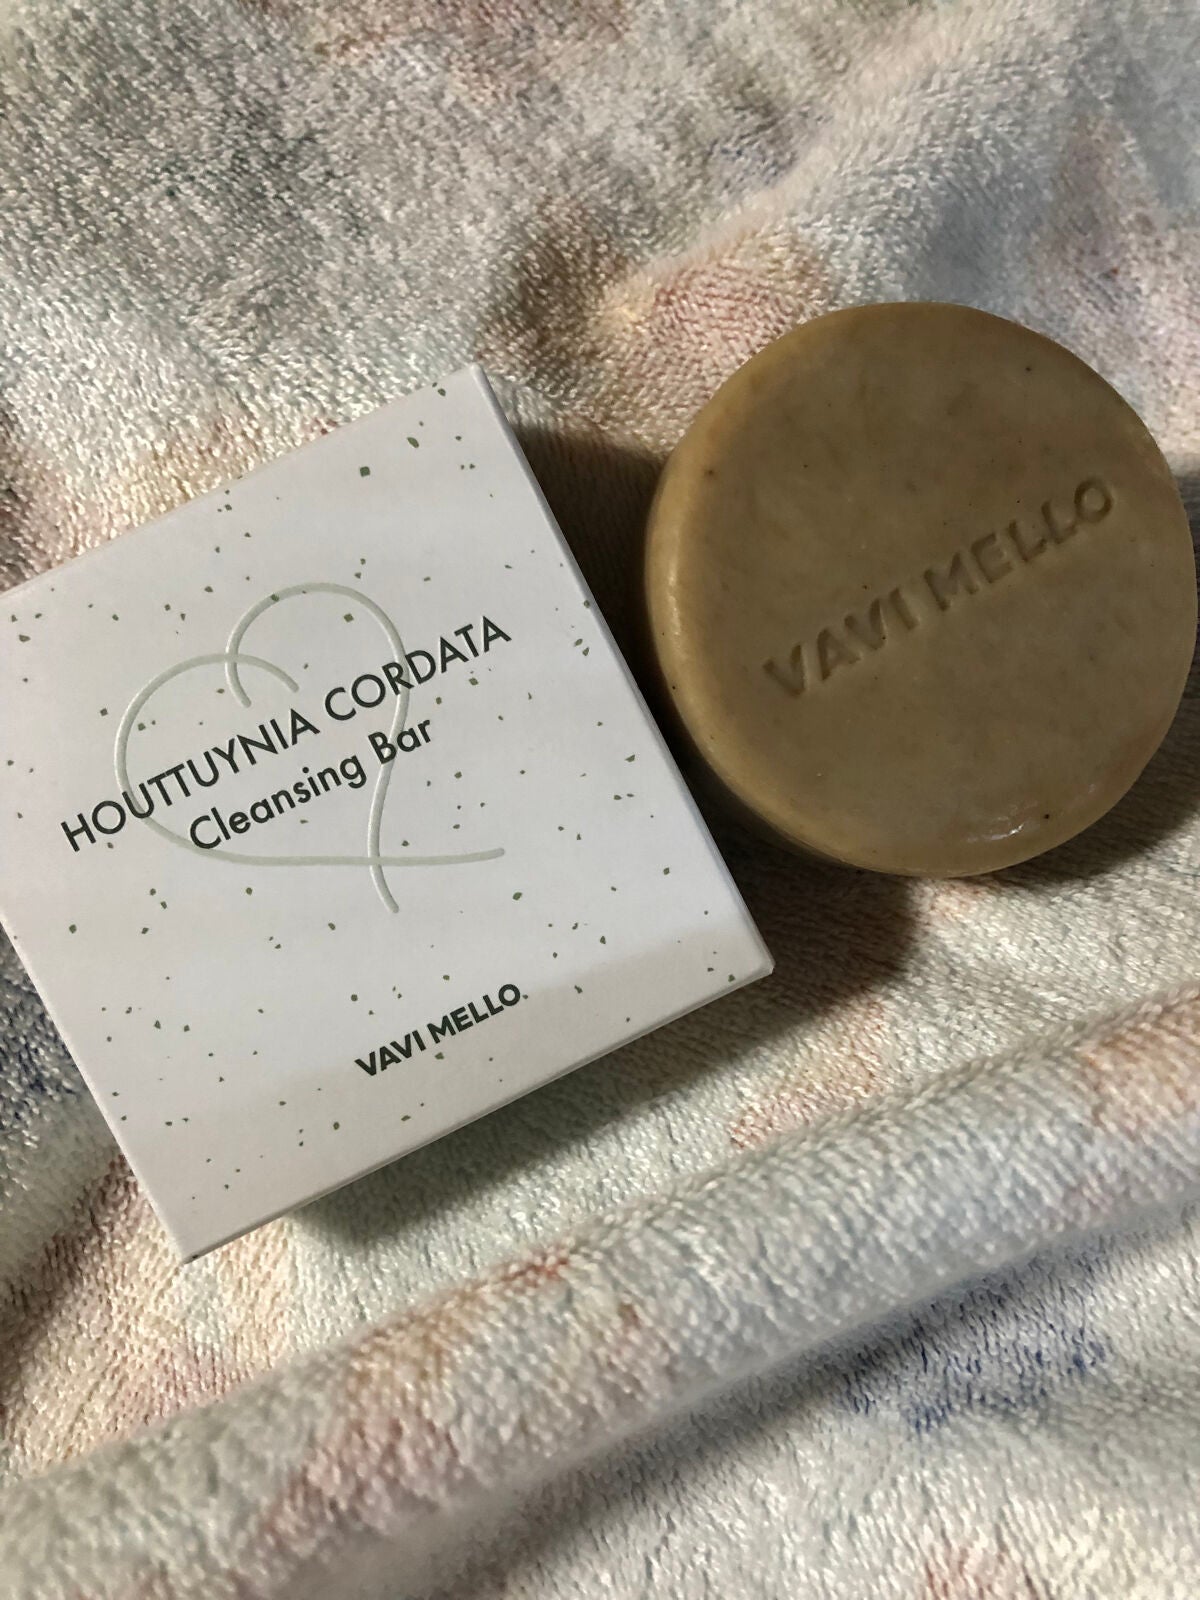 HOUTTUYNIA CORDATA
Cleansing Bar
VAVI MELLO
VAVI MELLO